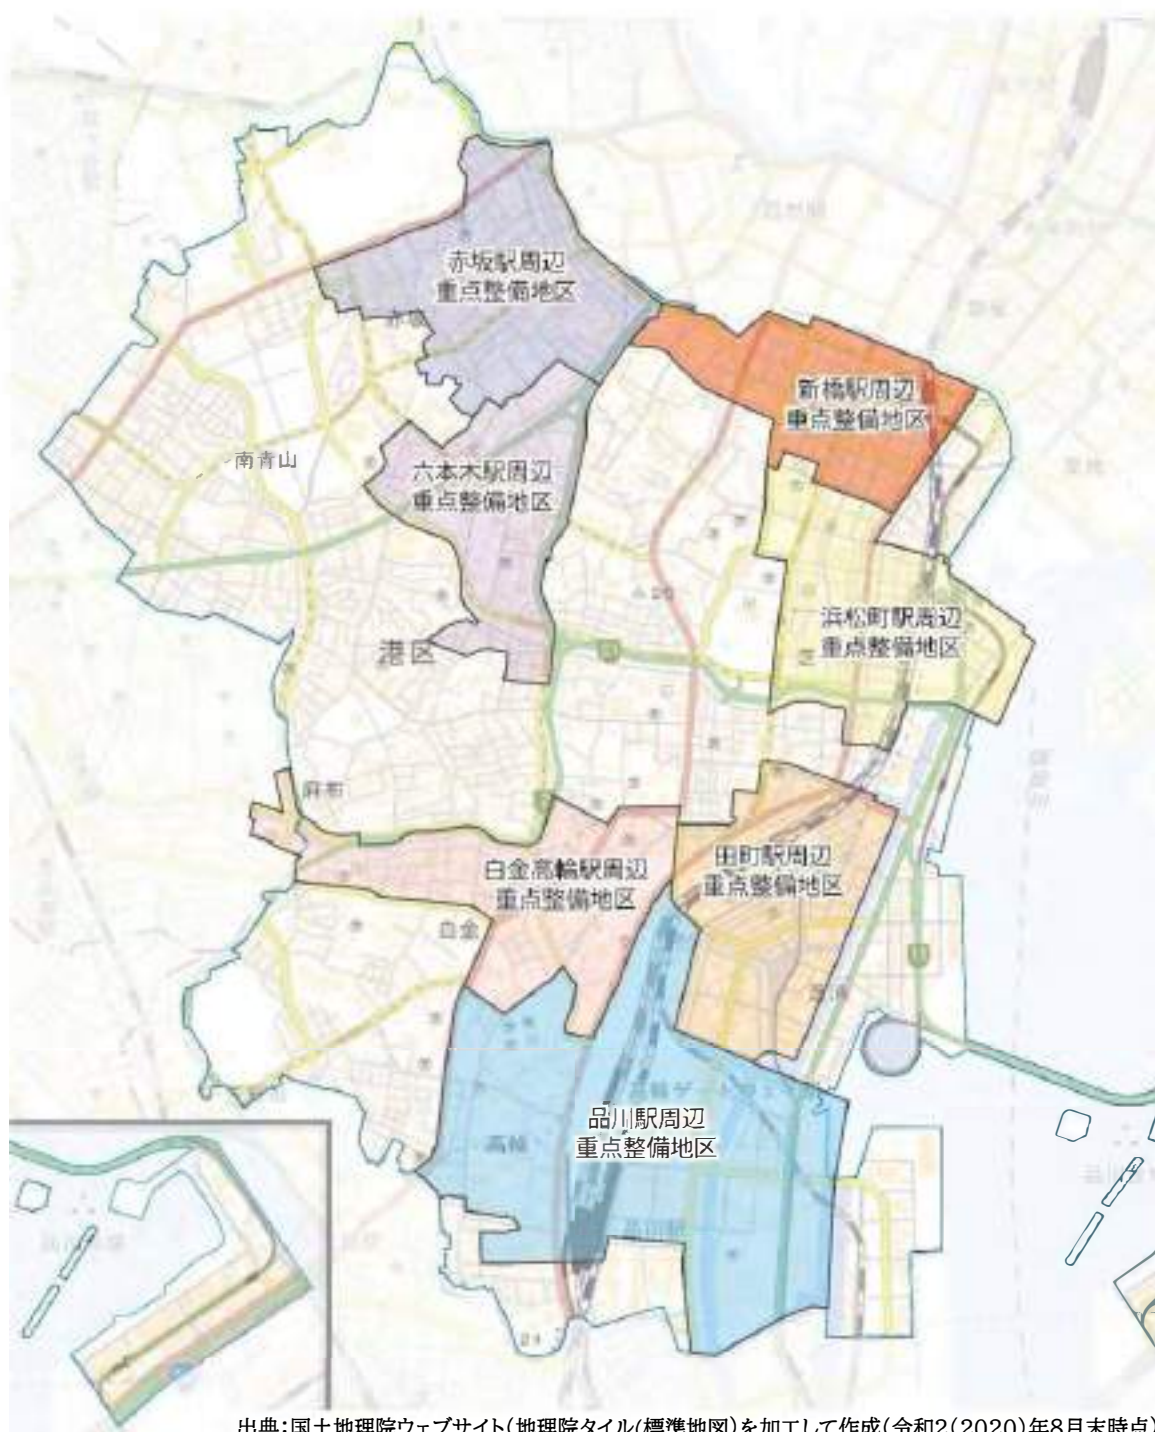 赤坂駅周辺
重点整備地区
新橋駅周辺
重点整備地区
南青山
六本木駅周辺
重点整備地区
浜松町駅周辺
重点整備地区
港区
麻布
田町駅周辺
重点整備地区
白金高輪駅周辺
重点整備地区
白金
品川駅周辺
重点整備地区
高輪
品川駅
出典:国土地理院ウェブサイト(地理院タイル(標準地図)を加工して作成(令和2(2020)年8月末時点)